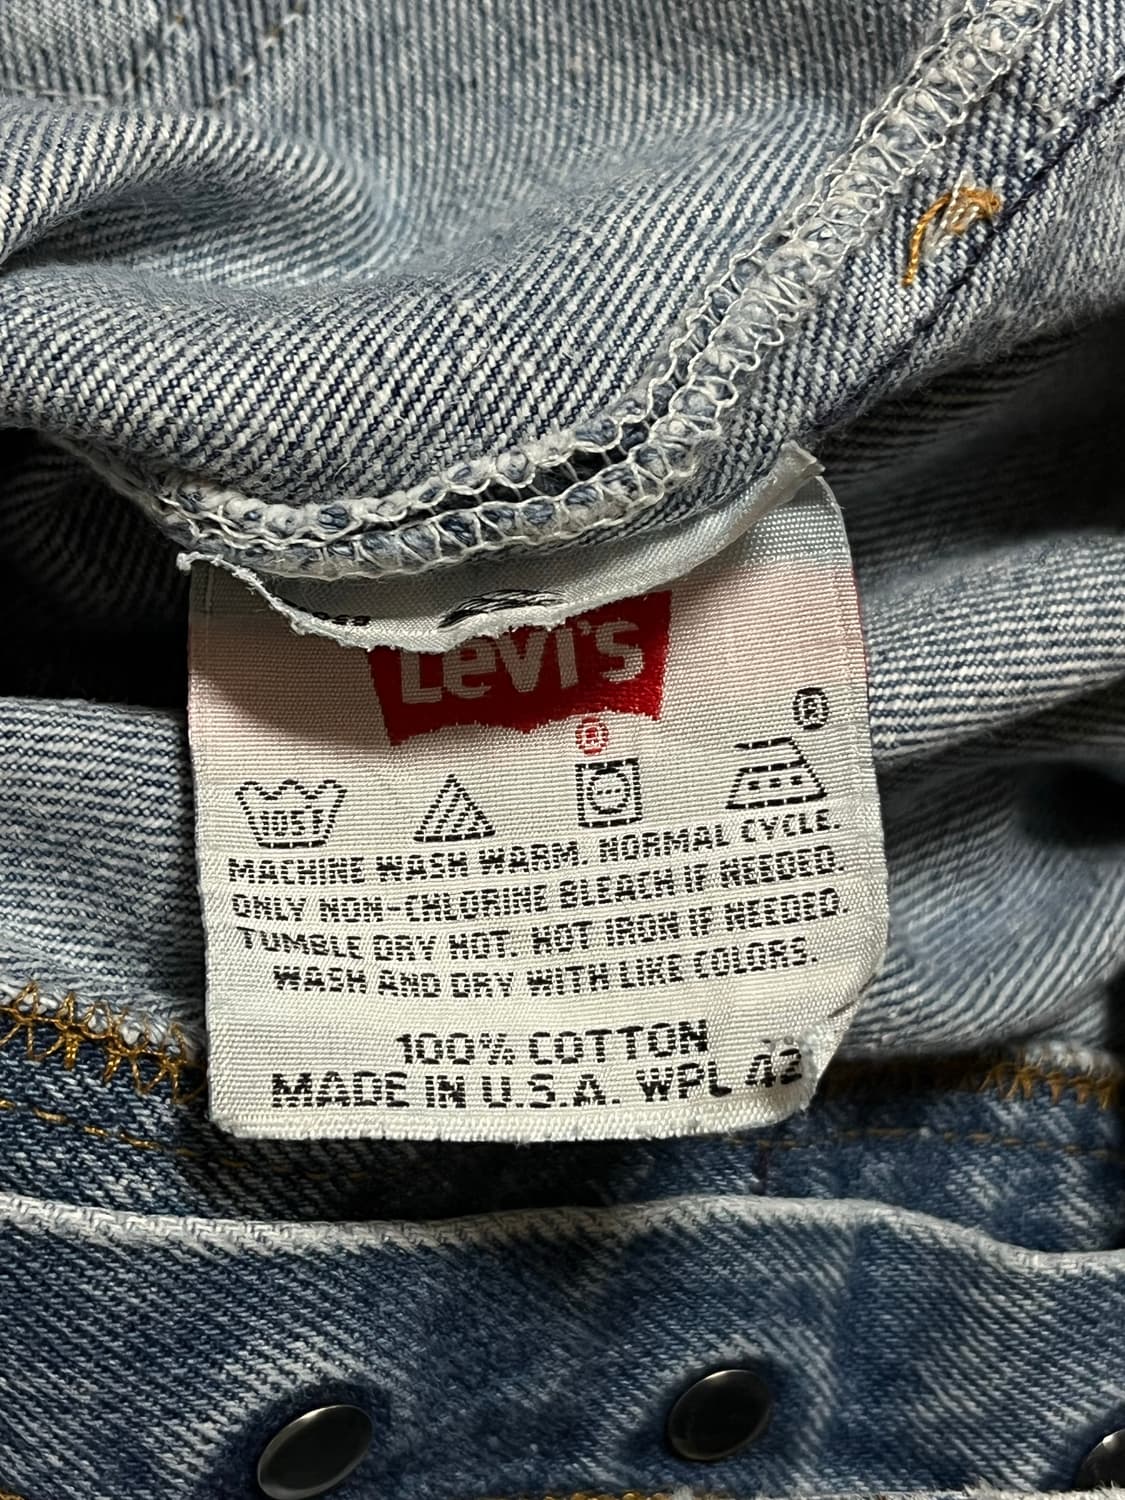 Levi's
®
®
105°
MACHINE WASH WARM. NORMAL CYCLE.
ONLY NON-CHLORINE BLEACH IF NEEDED.
TUMBLE DRY HOT. HOT IRON IF NEEDED.
WASH AND DRY WITH LIKE COLORS.
100% COTTON
MADE IN U.S.A. WPL 42